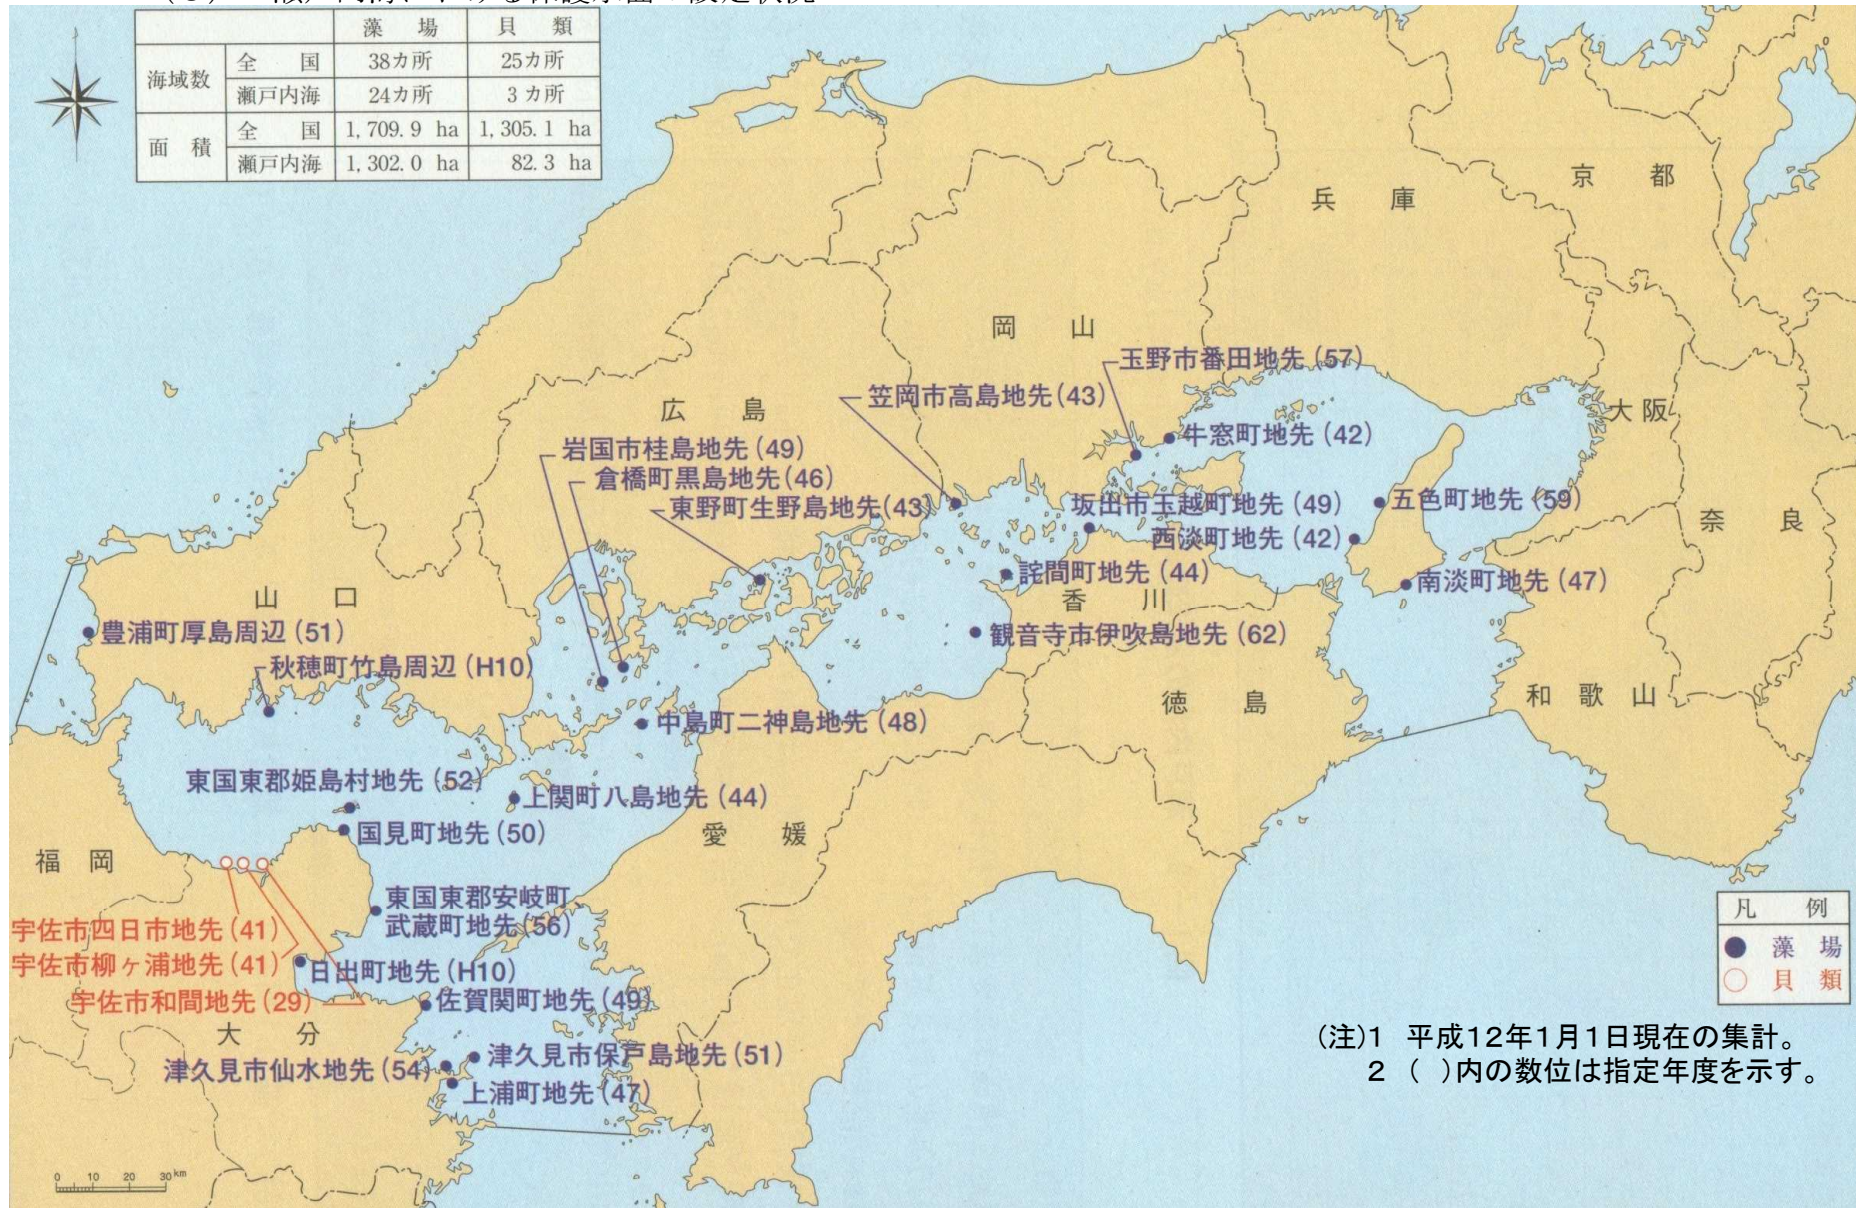 藻 場 貝 類
海域数 全 国 38カ所 25カ所
瀬戸内海 24カ所 3カ所
面 積 全 国 1,709.9 ha 1,305.1 ha
瀬戸内海 1,302.0 ha 82.3 ha
京 都
兵 庫
岡 山
玉野市番田地先(57)
笠岡市高島地先(43)
広 島
大阪
牛窓町地先(42)
岩国市桂島地先(49)
倉橋町黒島地先(46)
東野町生野島地先(43)
坂出市玉越町地先(49)
五色町地先(59)
奈 良
西淡町地先(42)
詫間町地先(44)
南淡町地先(47)
山 口
香 川
豊浦町厚島周辺(51)
観音寺市伊吹島地先(62)
秋穂町竹島周辺(H10)
徳 島
和 歌 山
中島町二神島地先(48)
東国東郡姫島村地先(52)
上関町八島地先(44)
国見町地先(50)
愛 媛
福 岡
東国東郡安岐町、
武蔵町地先(56)
宇佐市四日市地先(41)
宇佐市柳ヶ浦地先(41)
日出町地先(H10)
宇佐市和間地先(29)
佐賀関町地先(49)
大 分
津久見市保戸島地先(51)
津久見市仙水地先(54)
上浦町地先(47)
凡 例
藻 場
貝 類
(注)1 平成12年1月1日現在の集計。
2 ( )内の数位は指定年度を示す。
0 10 20 30km